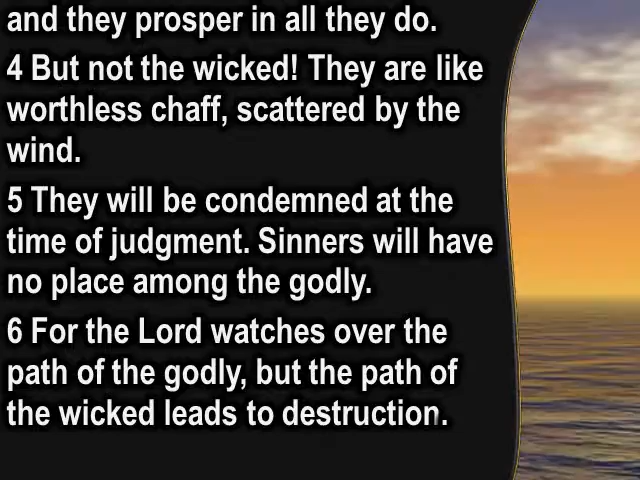 and they prosper in all they do.
4 But not the wicked! They are like
worthless chaff, scattered by the
wind.
5 They will be condemned at the
time of judgment. Sinners will have
no place among the godly.
6 For the Lord watches over the
path of the godly, but the path of
the wicked leads to destruction.